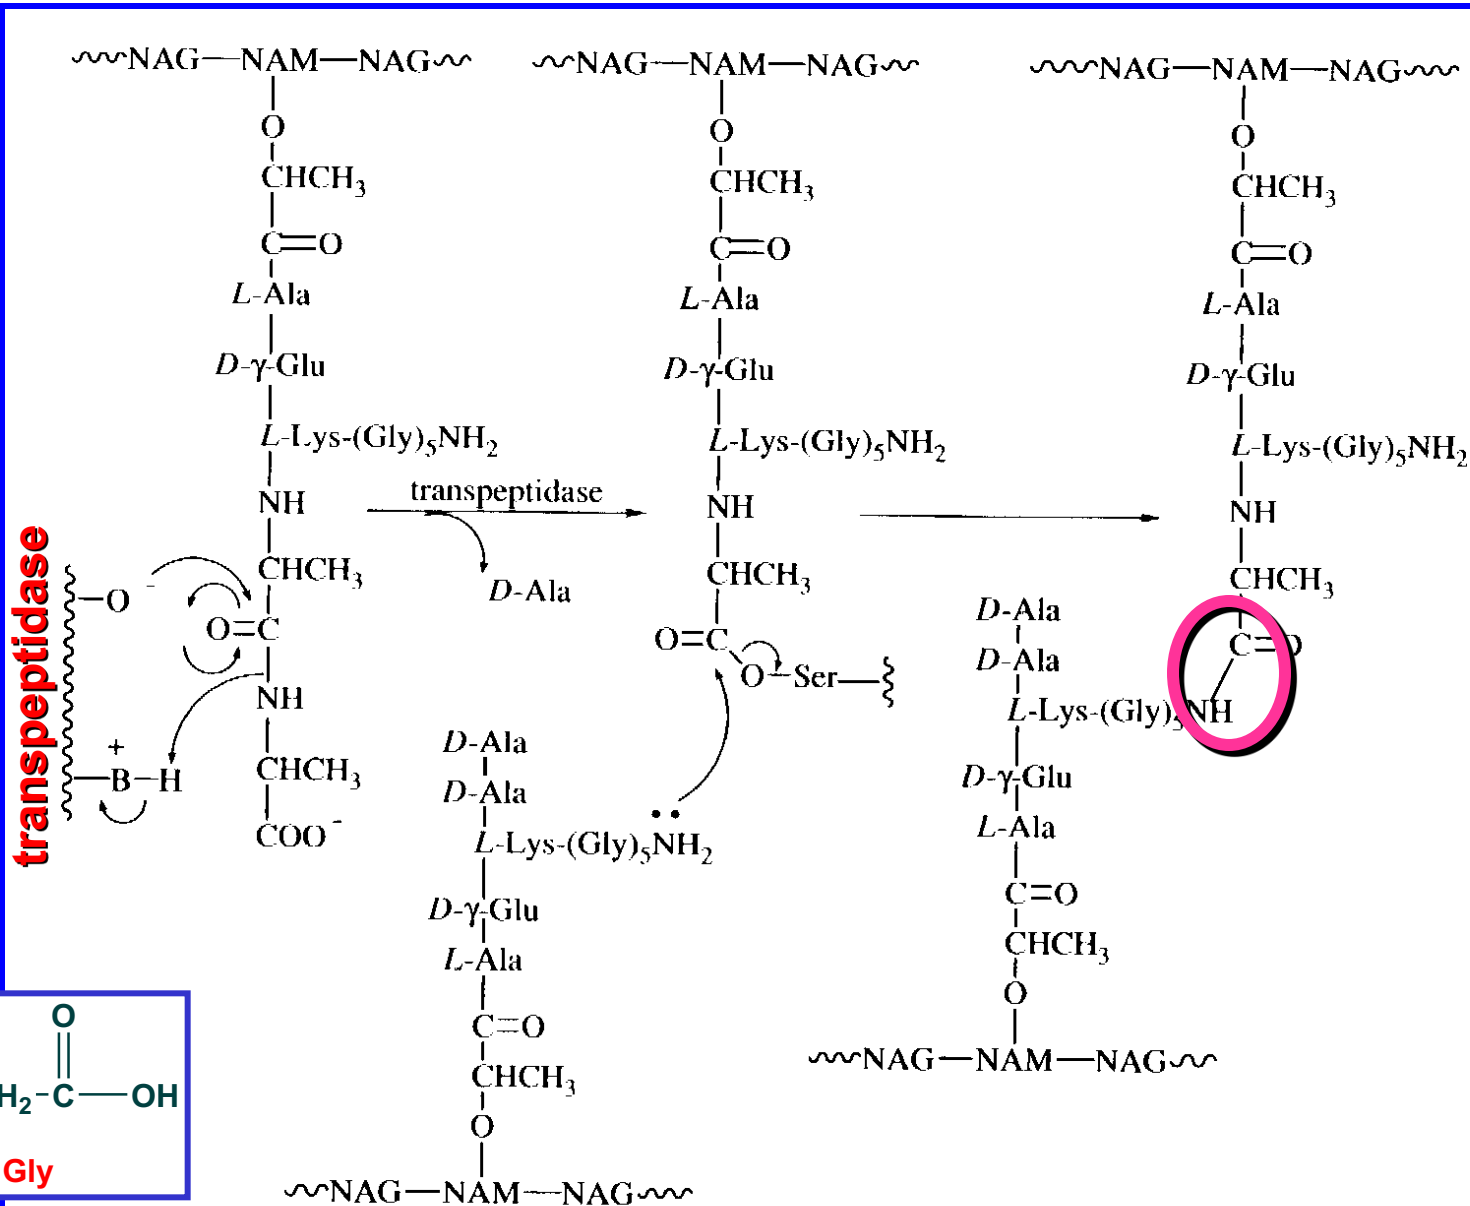 NAG—NAM—NAG
O
CHCH₃
C=O
L-Ala
D-γ-Glu
L-Lys-(Gly)₅NH₂
NH
CHCH₃
O=C
NH
CHCH₃
COO⁻
transpeptidase
–O⁻
+
B–H
transpeptidase
D-Ala
NAG—NAM—NAG
O
CHCH₃
C=O
L-Ala
D-γ-Glu
L-Lys-(Gly)₅NH₂
NH
CHCH₃
O=C
O–Ser
D-Ala
D-Ala
L-Lys-(Gly)₅NH₂
D-γ-Glu
L-Ala
C=O
CHCH₃
O
NAG—NAM—NAG
NAG—NAM—NAG
O
CHCH₃
C=O
L-Ala
D-γ-Glu
L-Lys-(Gly)₅NH₂
NH
CHCH₃
C=O
D-Ala
D-Ala
L-Lys-(Gly)₅NH
D-γ-Glu
L-Ala
C=O
CHCH₃
O
NAG—NAM—NAG
O
H₂–C—OH
Gly